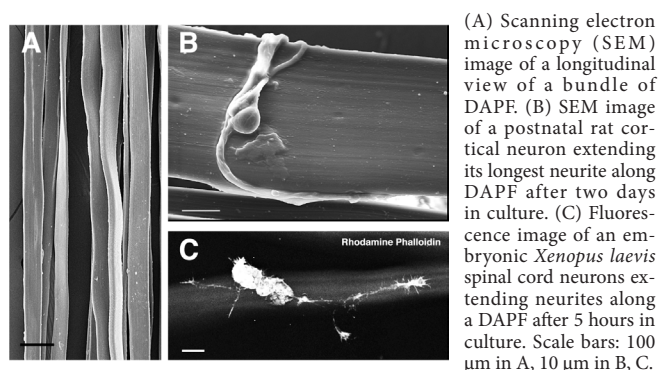 A
B
C
Rhodamine Phalloidin
(A) Scanning electron
microscopy (SEM)
image of a longitudinal
view of a bundle of
DAPF. (B) SEM image
of a postnatal rat cor-
tical neuron extending
its longest neurite along
DAPF after two days
in culture. (C) Fluores-
cence image of an em-
bryonic Xenopus laevis
spinal cord neurons ex-
tending neurites along
a DAPF after 5 hours in
culture. Scale bars: 100
μm in A, 10 μm in B, C.